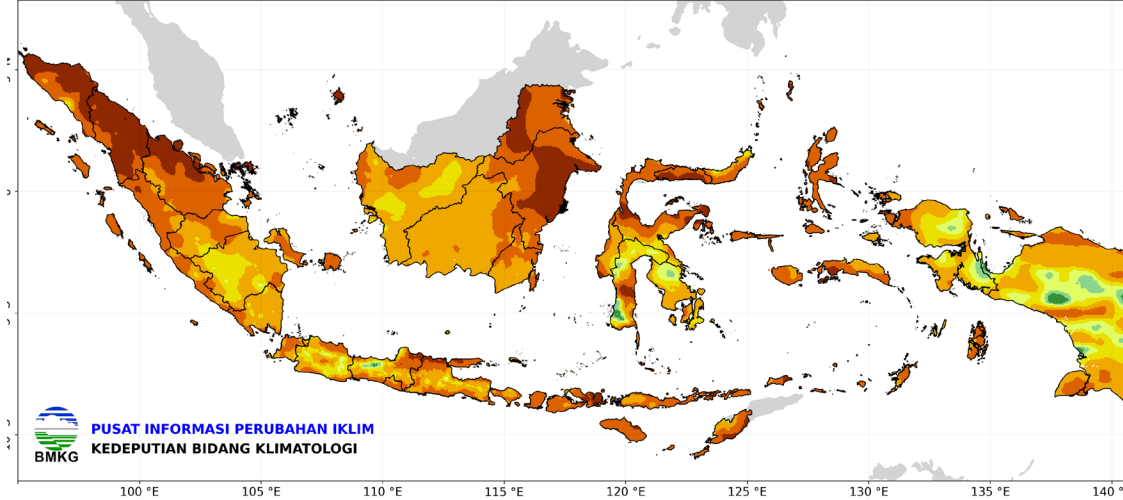 PUSAT INFORMASI PERUBAHAN IKLIM
KEDEPUTIAN BIDANG KLIMATOLOGI
BMKG
100 °E
105 °E
110 °E
115 °E
120 °E
125 °E
130 °E
135 °E
140 °